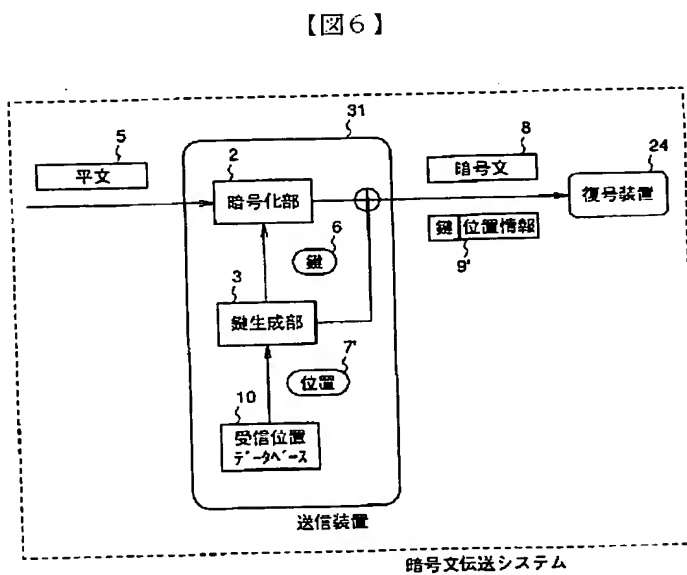 【図６】
31
5
平文
2
暗号化部
8
暗号文
24
復号装置
6
鍵
鍵 位置情報
9'
3
鍵生成部
7'
位置
10
受信位置
データベース
送信装置
暗号文伝送システム